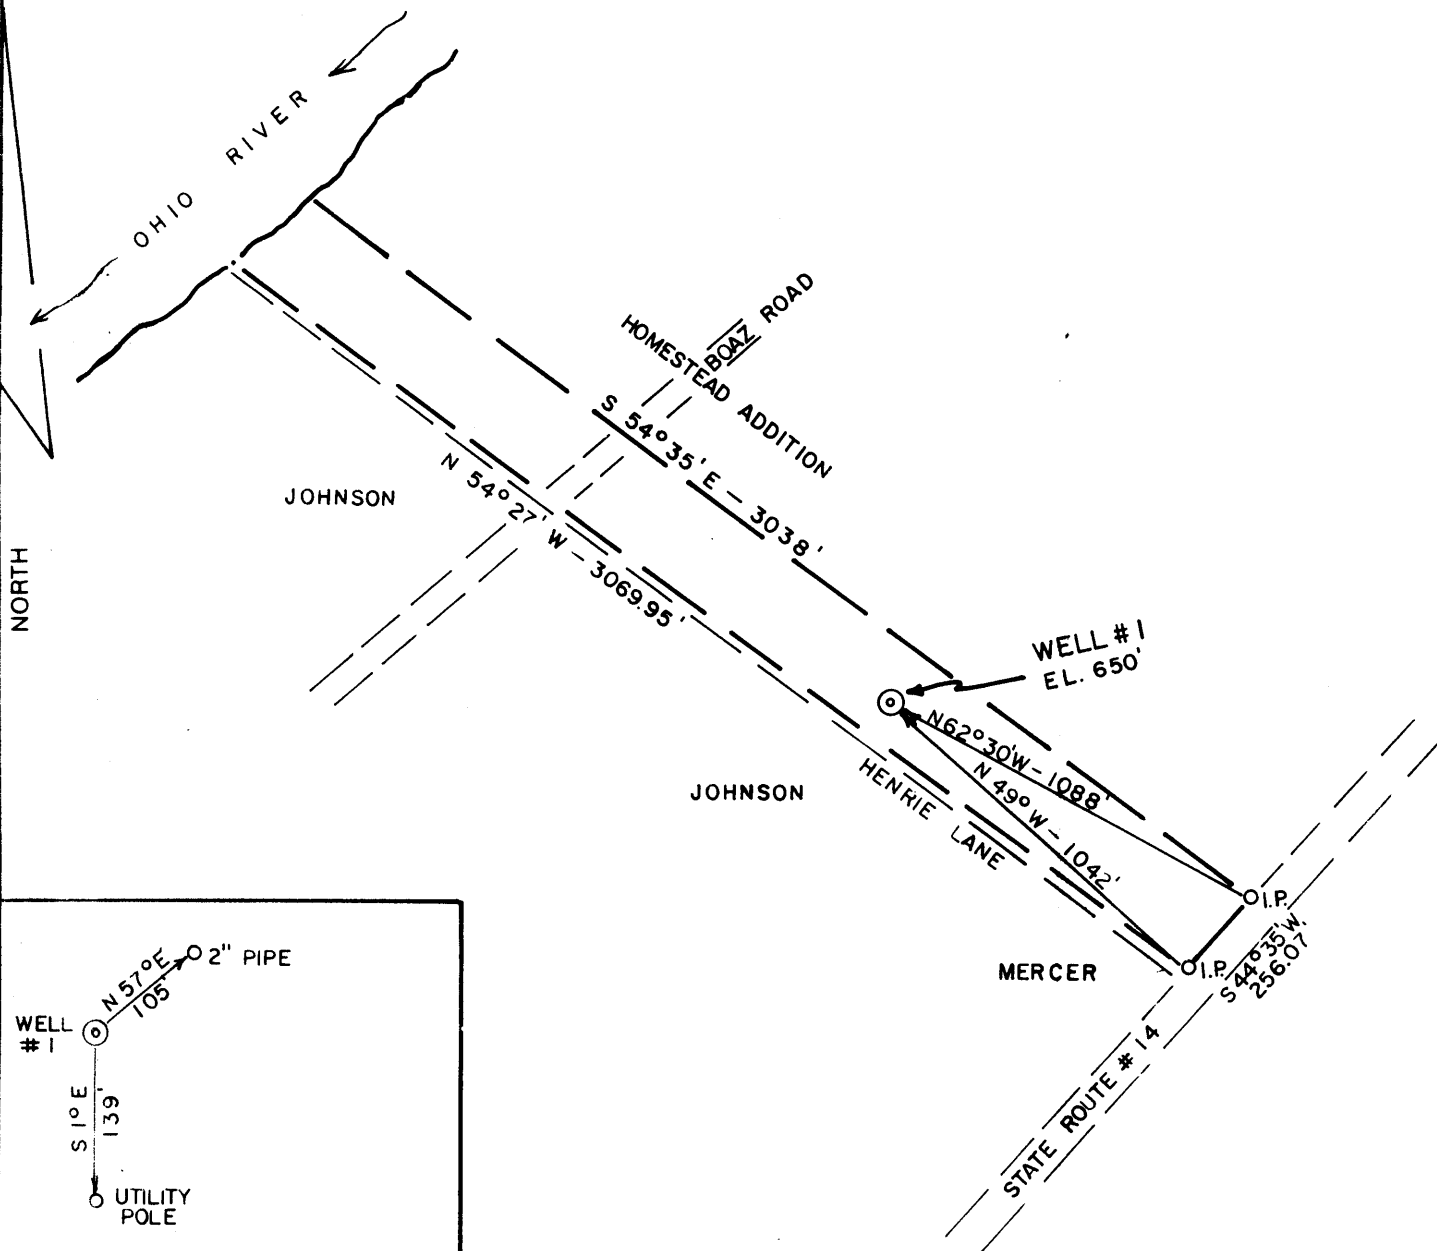 OHIO RIVER
BOAZ ROAD
HOMESTEAD ADDITION
S 54°35' E - 3038'
N 54°27' W - 3069.95'
JOHNSON
NORTH
WELL #1
EL. 650'
N62°30'W-1088'
N 49° W-1042'
JOHNSON
HENRIE LANE
I.P.
I.P.
S 44°35' W.
256.07
MERCER
STATE ROUTE # 14
2" PIPE
N 57° E
105'
WELL
#1
S 1° E
139'
UTILITY
POLE